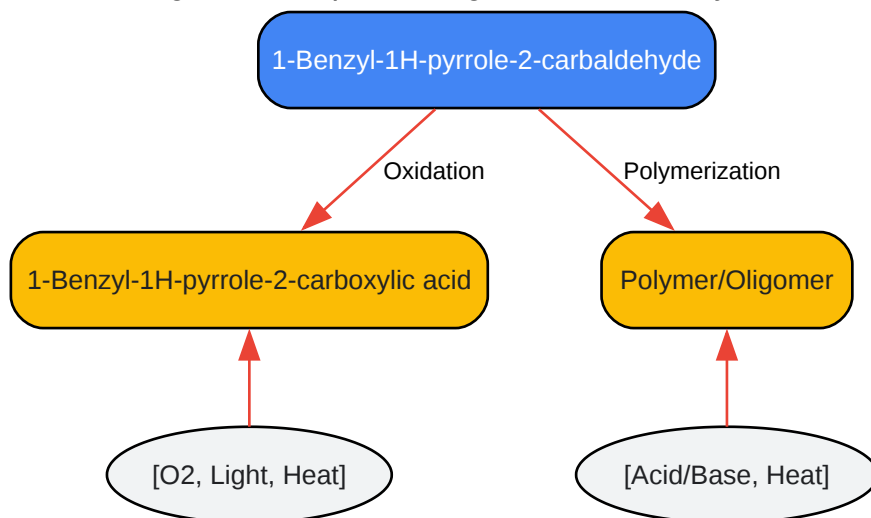 1-Benzyl-1H-pyrrole-2-carbaldehyde
Oxidation
Polymerization
1-Benzyl-1H-pyrrole-2-carboxylic acid
Polymer/Oligomer
[O2, Light, Heat]
[Acid/Base, Heat]